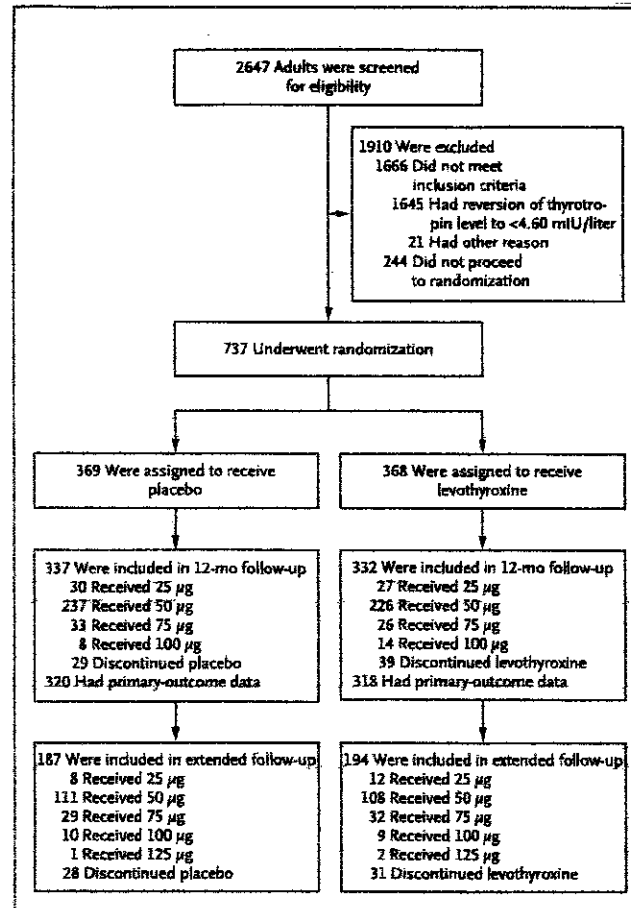 2647 Adults were screened
for eligibility
1910 Were excluded
1666 Did not meet
inclusion criteria
1645 Had reversion of thyrotro-
pin level to <4.60 mIU/liter
21 Had other reason
244 Did not proceed
to randomization
737 Underwent randomization
369 Were assigned to receive
placebo
368 Were assigned to receive
levothyroxine
337 Were included in 12-mo follow-up
30 Received 25 µg
237 Received 50 µg
33 Received 75 µg
8 Received 100 µg
29 Discontinued placebo
320 Had primary-outcome data
332 Were included in 12-mo follow-up
27 Received 25 µg
226 Received 50 µg
26 Received 75 µg
14 Received 100 µg
39 Discontinued levothyroxine
318 Had primary-outcome data
187 Were included in extended follow-up
8 Received 25 µg
111 Received 50 µg
29 Received 75 µg
10 Received 100 µg
1 Received 125 µg
28 Discontinued placebo
194 Were included in extended follow-up
12 Received 25 µg
108 Received 50 µg
32 Received 75 µg
9 Received 100 µg
2 Received 125 µg
31 Discontinued levothyroxine